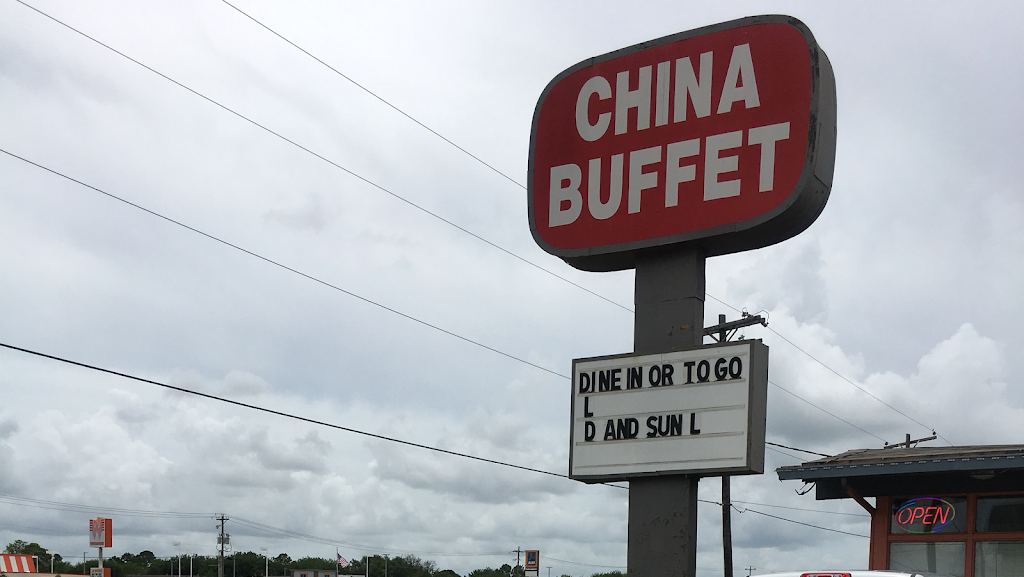 CHINA
BUFFET
DINE IN OR TO GO
L
D AND SUN L
OPEN